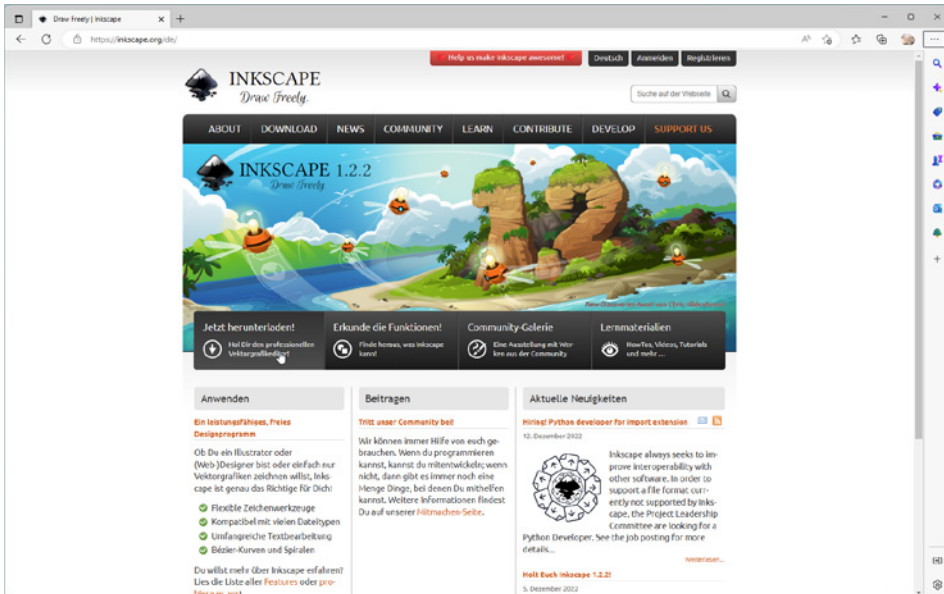 Draw Freely | Inkscape
https://inkscape.org/de/
Help us make Inkscape awesome!
Deutsch
Anmelden
Registrieren
INKSCAPE
Draw Freely.
Suche auf der Webseite
ABOUT DOWNLOAD NEWS COMMUNITY LEARN CONTRIBUTE DEVELOP SUPPORT US
INKSCAPE 1.2.2
Draw Freely.
Jetzt herunterladen!
Hol Dir den professionellen
Vektorgrafikeditor!
Erkunde die Funktionen!
Finde heraus, was Inkscape
kann!
Community-Galerie
Eine Ausstellung mit Wer-
ken aus der Community
Lernmaterialien
HowTos, Videos, Tutorials
und mehr ...
Anwenden
Ein leistungsfähiges, freies
Designprogramm
Ob Du ein Illustrator oder
(Web-)Designer bist oder einfach nur
Vektorgrafiken zeichnen willst, Inks-
cape ist genau das Richtige für Dich!
Flexible Zeichenwerkzeuge
Kompatibel mit vielen Dateitypen
Umfangreiche Textbearbeitung
Bézier-Kurven und Spiralen
Du willst mehr über Inkscape erfahren?
Lies die Liste aller Features oder pro-
Beitragen
Tritt unser Community bei!
Wir können immer Hilfe von euch ge-
brauchen. Wenn du programmieren
kannst, kannst du mitentwickeln; wenn
nicht, dann gibt es immer noch eine
Menge Dinge, bei denen Du mithelfen
kannst. Weitere Informationen findest
Du auf unserer Mitmachen-Seite.
Aktuelle Neuigkeiten
Hiring! Python developer for import extension
12. Dezember 2022
Inkscape always seeks to im-
prove interoperability with
other software. In order to
support a file format curr-
ently not supported by Inks-
cape, the Project Leadership
Committee are looking for a
Python Developer. See the job posting for more
details...
Weiterlesen...
Holt Euch Inkscape 1.2.2!
5. Dezember 2022